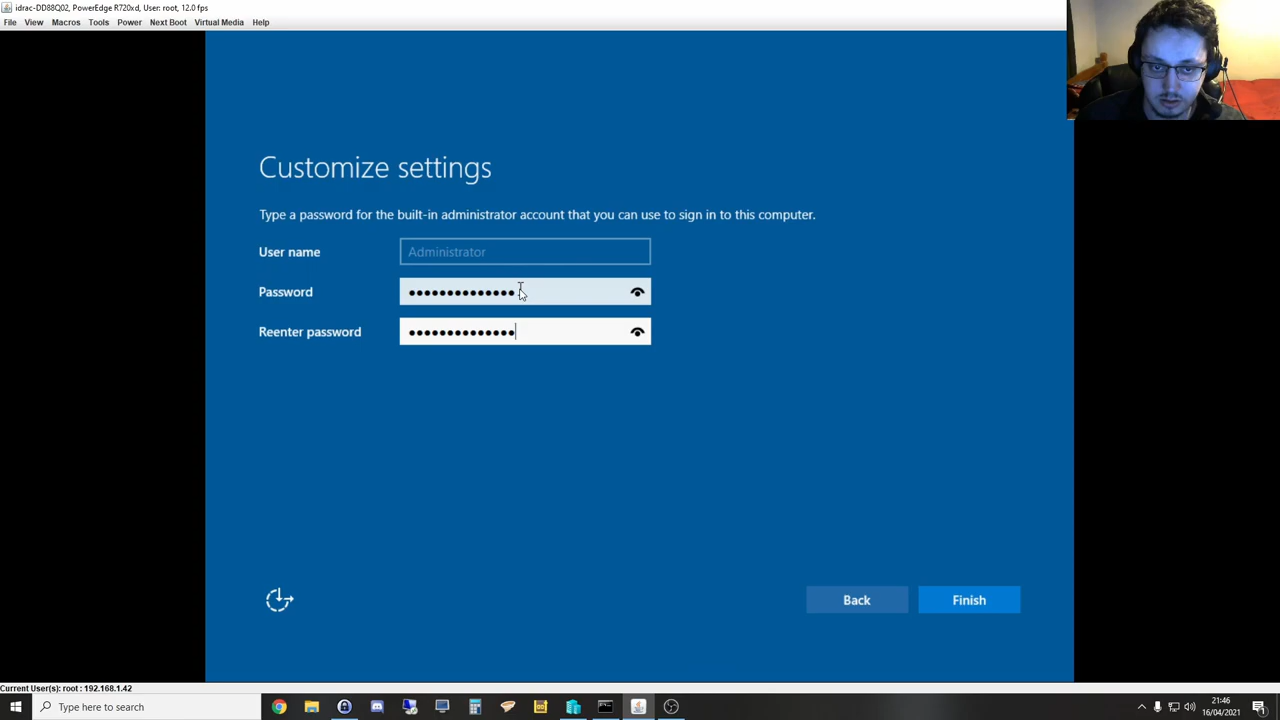 idrac-DD88Q02, PowerEdge R720xd, User: root, 12.0 fps
File View Macros Tools Power Next Boot Virtual Media Help
Customize settings
Type a password for the built-in administrator account that you can use to sign in to this computer.
User name Administrator
Password ••••••••••••••
Reenter password ••••••••••••••
Back Finish
Current User(s): root : 192.168.1.42
Type here to search
21:46
16/04/2021